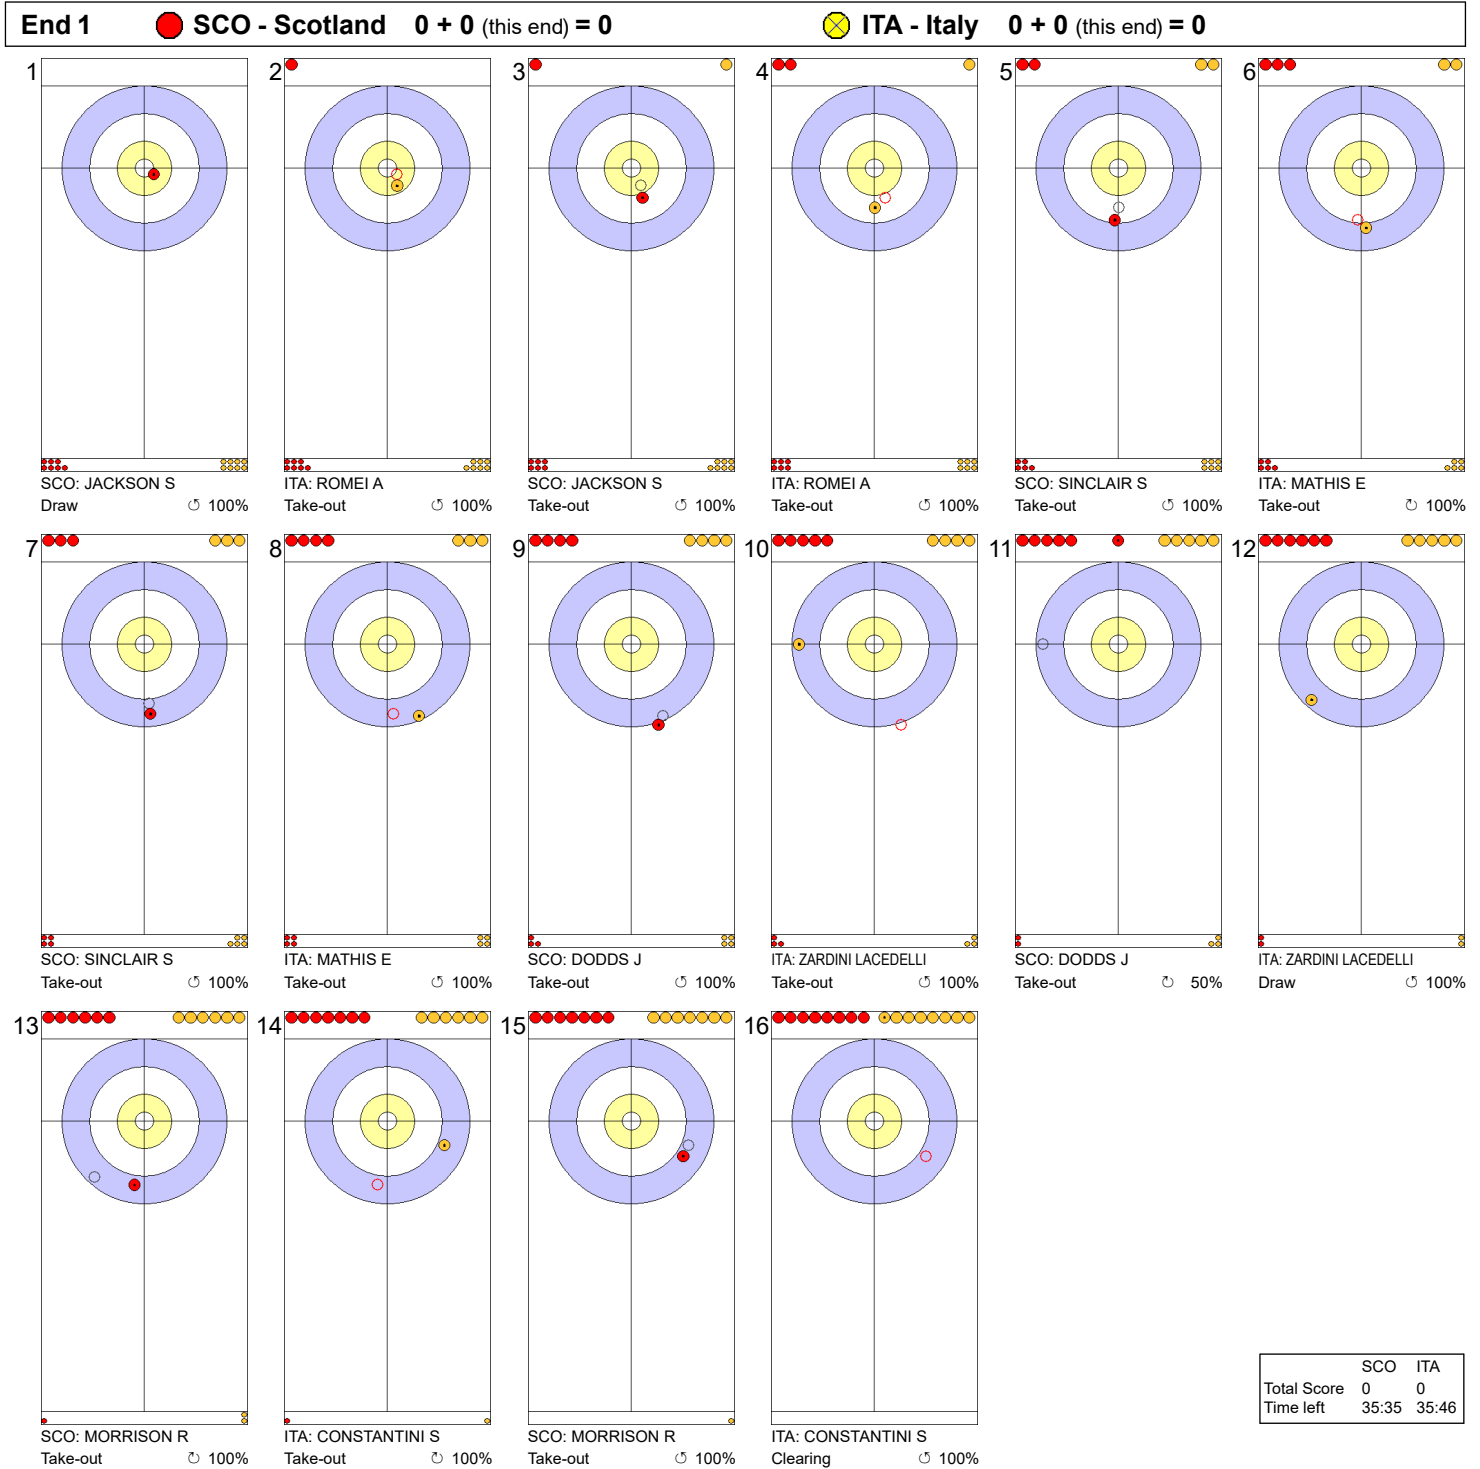 End 1 SCO - Scotland 0 + 0 (this end) = 0 ITA - Italy 0 + 0 (this end) = 0
1 2 3 4 5 6
SCO: JACKSON S ITA: ROMEI A SCO: JACKSON S ITA: ROMEI A SCO: SINCLAIR S ITA: MATHIS E
Draw ↺ 100% Take-out ↺ 100% Take-out ↺ 100% Take-out ↺ 100% Take-out ↺ 100% Take-out ↻ 100%
7 8 9 10 11 12
SCO: SINCLAIR S ITA: MATHIS E SCO: DODDS J ITA: ZARDINI LACEDELLI SCO: DODDS J ITA: ZARDINI LACEDELLI
Take-out ↺ 100% Take-out ↺ 100% Take-out ↺ 100% Take-out ↺ 100% Take-out ↻ 50% Draw ↺ 100%
13 14 15 16
SCO: MORRISON R ITA: CONSTANTINI S SCO: MORRISON R ITA: CONSTANTINI S
Take-out ↻ 100% Take-out ↻ 100% Take-out ↺ 100% Clearing ↺ 100%
SCO ITA
Total Score 0 0
Time left 35:35 35:46